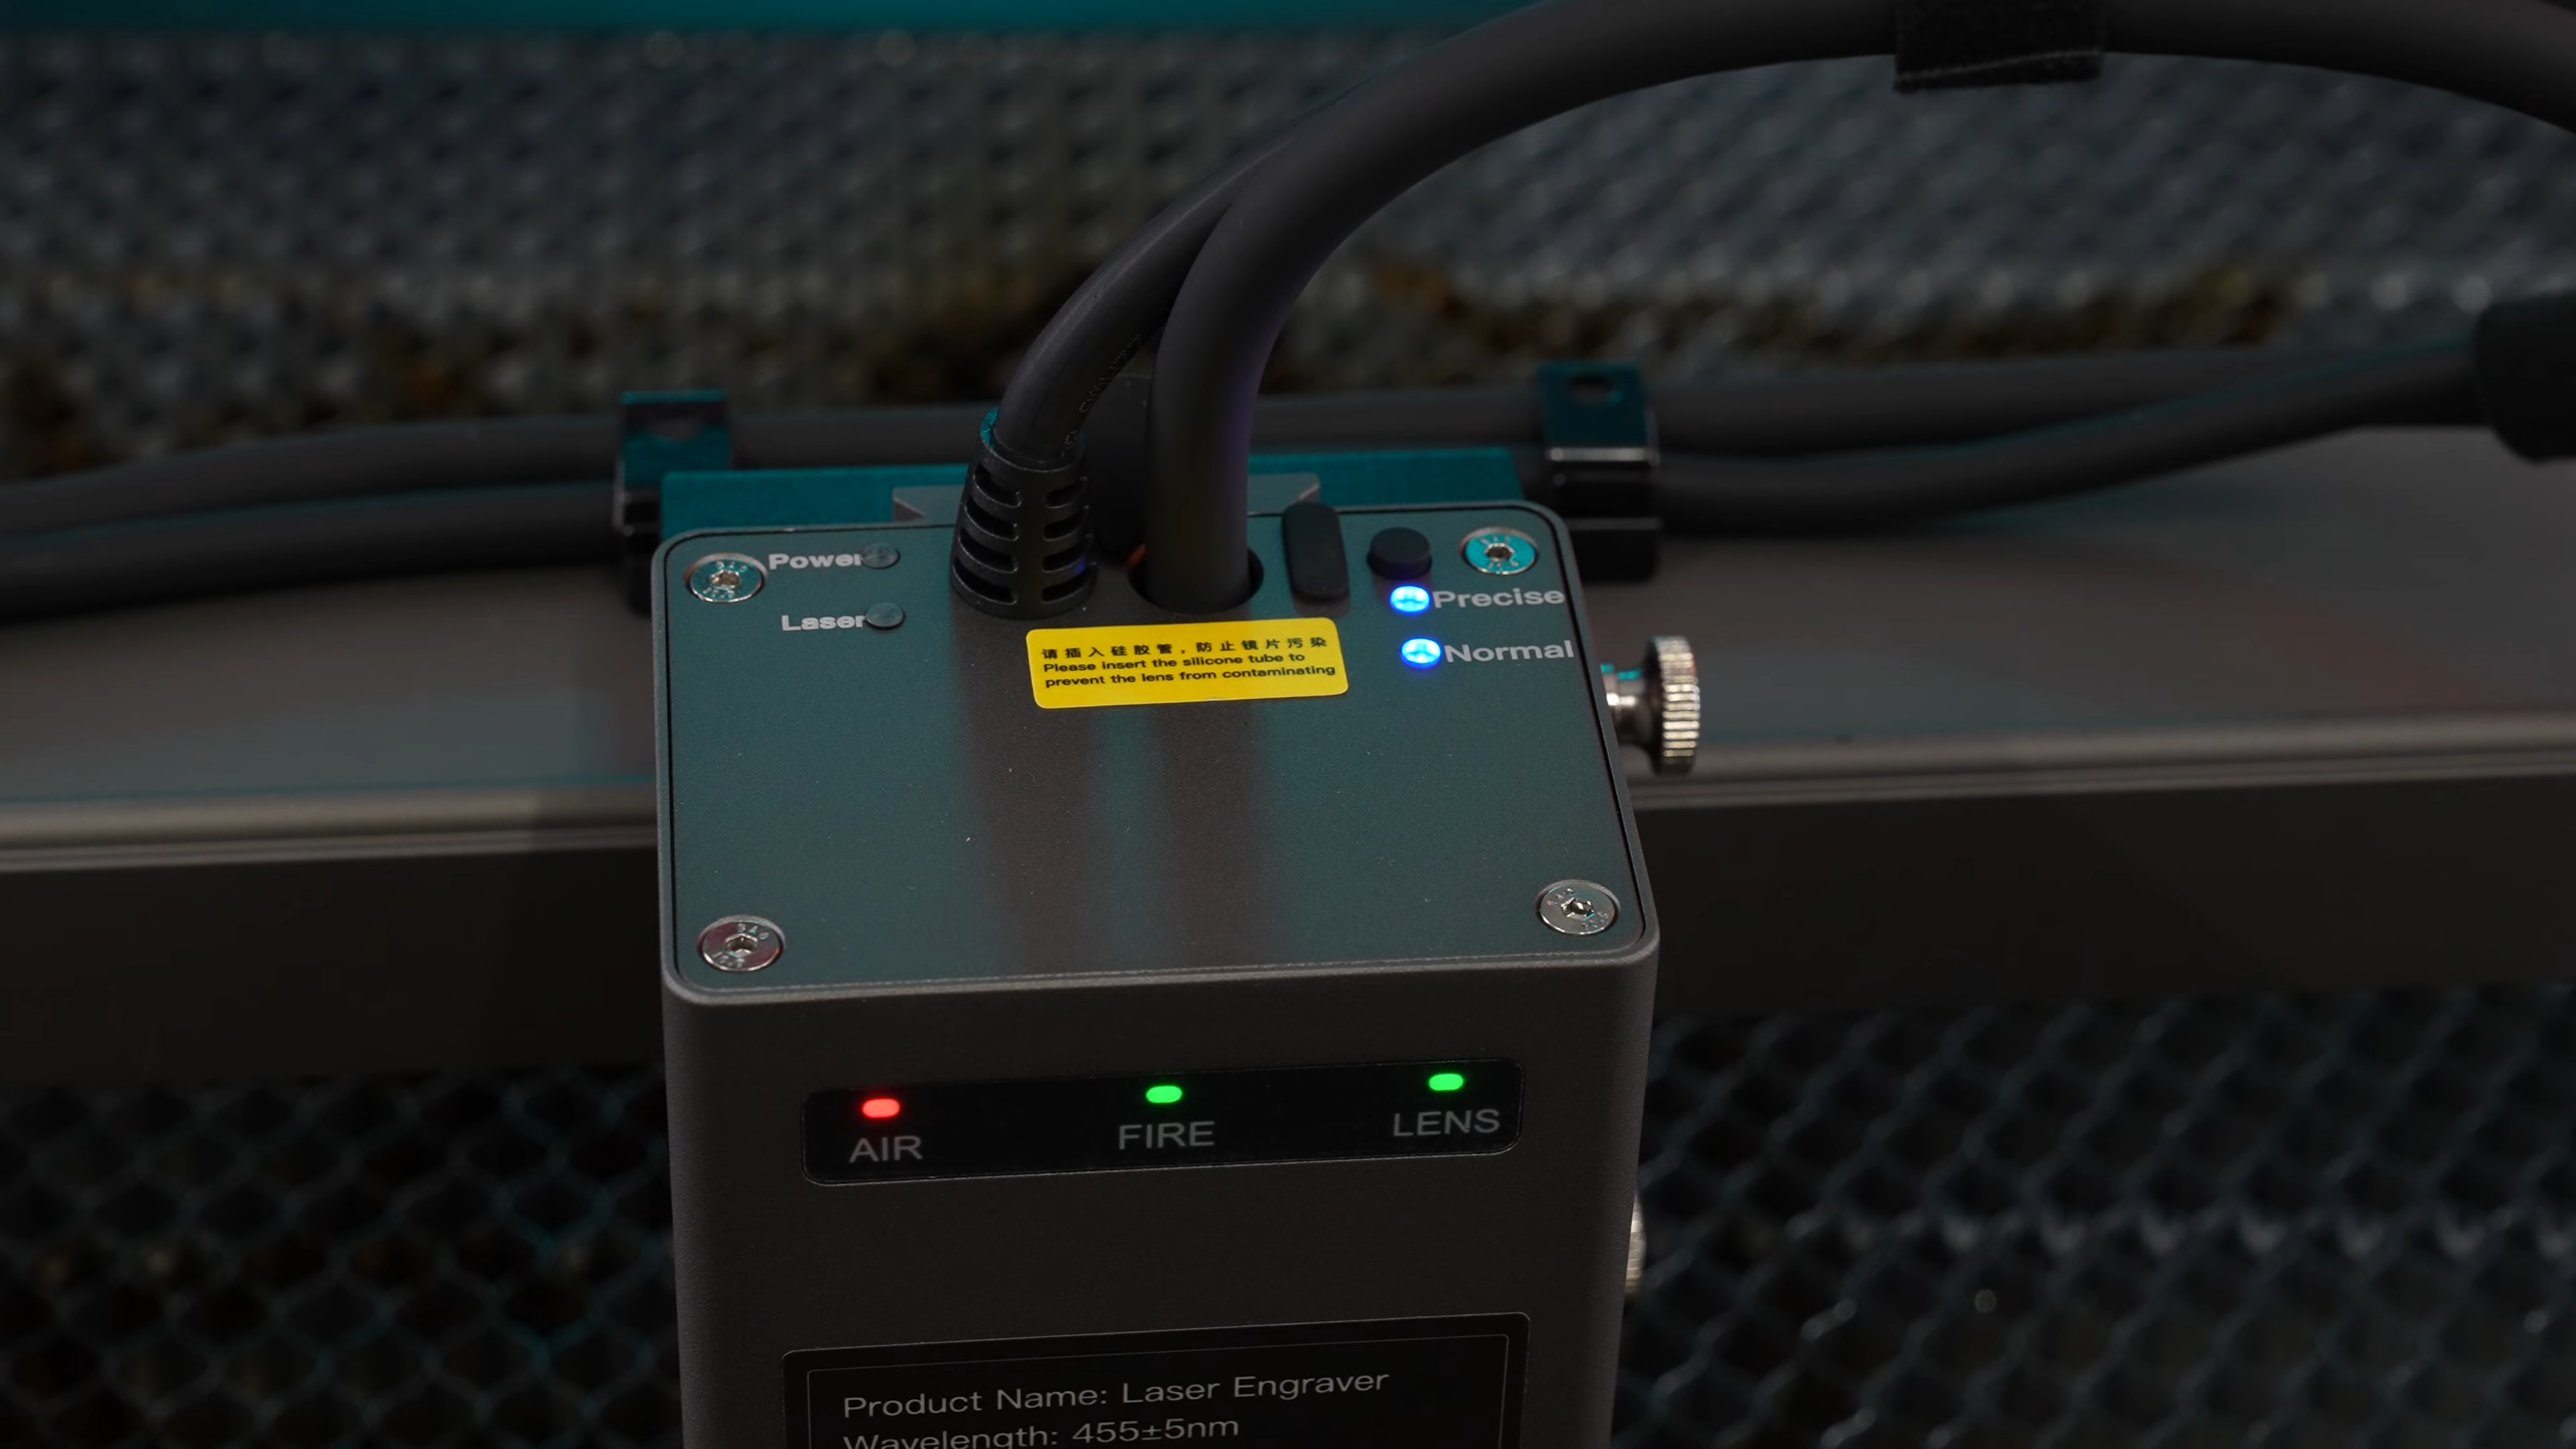 Power
Laser
Precise
Normal
请插入硅胶管，防止镜片污染
Please insert the silicone tube to
prevent the lens from contaminating
AIR
FIRE
LENS
Product Name: Laser Engraver
Wavelength: 455±5nm